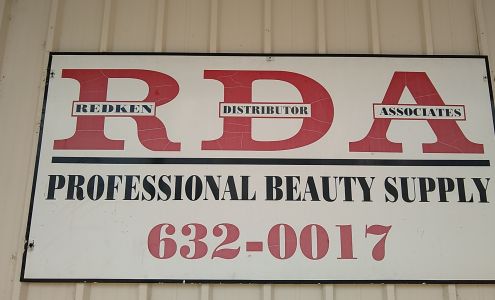 RDA
REDKEN DISTRIBUTOR ASSOCIATES
PROFESSIONAL BEAUTY SUPPLY
632-0017